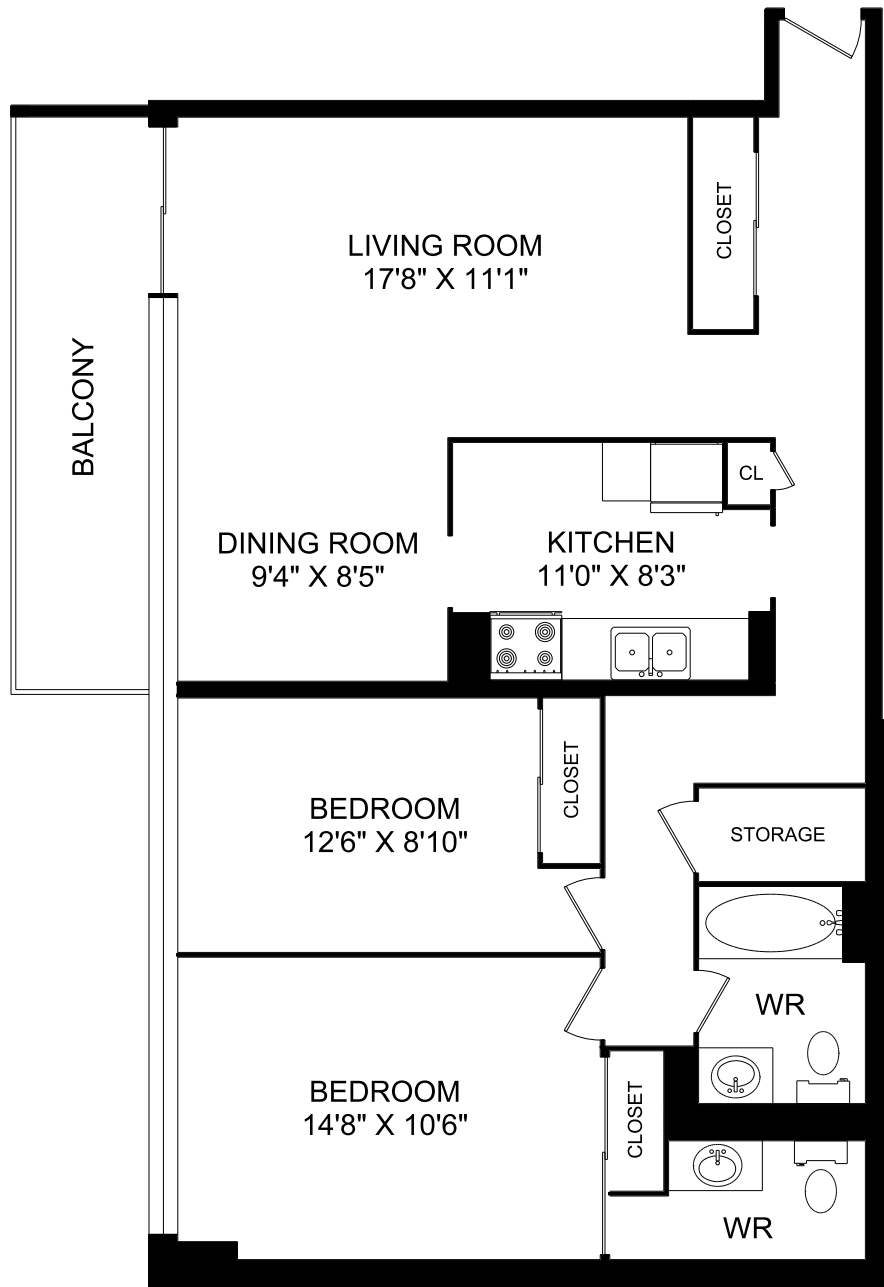 CLOSET
LIVING ROOM
17'8" X 11'1"
BALCONY
CL
DINING ROOM
9'4" X 8'5"
KITCHEN
11'0" X 8'3"
CLOSET
BEDROOM
12'6" X 8'10"
STORAGE
WR
BEDROOM
14'8" X 10'6"
CLOSET
WR